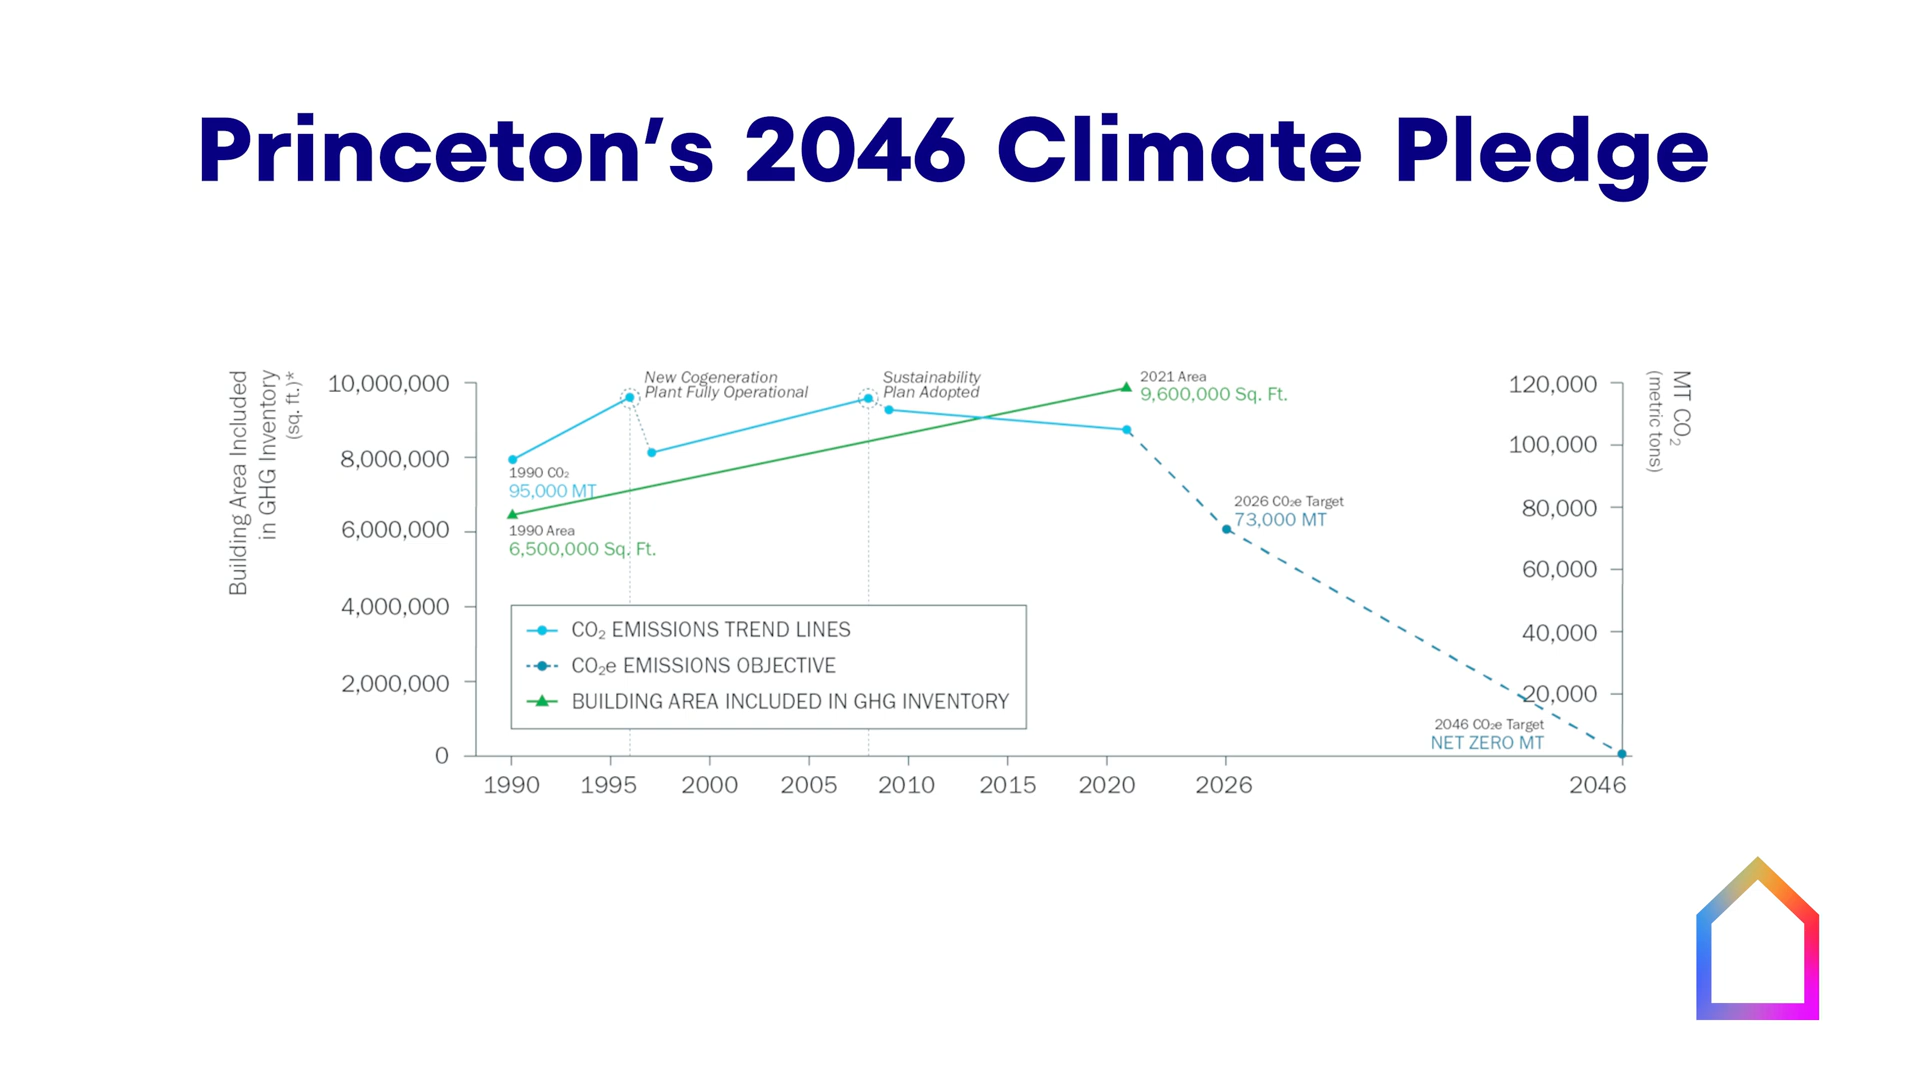 Princeton’s 2046 Climate Pledge
Building Area Included
in GHG Inventory
(sq. ft.)*
10,000,000
8,000,000
6,000,000
4,000,000
2,000,000
0
New Cogeneration
Plant Fully Operational
Sustainability
Plan Adopted
2021 Area
9,600,000 Sq. Ft.
1990 CO₂
95,000 MT
1990 Area
6,500,000 Sq. Ft.
2026 CO₂e Target
73,000 MT
2046 CO₂e Target
NET ZERO MT
CO₂ EMISSIONS TREND LINES
CO₂e EMISSIONS OBJECTIVE
BUILDING AREA INCLUDED IN GHG INVENTORY
120,000
100,000
80,000
60,000
40,000
20,000
MT CO₂
(metric tons)
1990 1995 2000 2005 2010 2015 2020 2026 2046